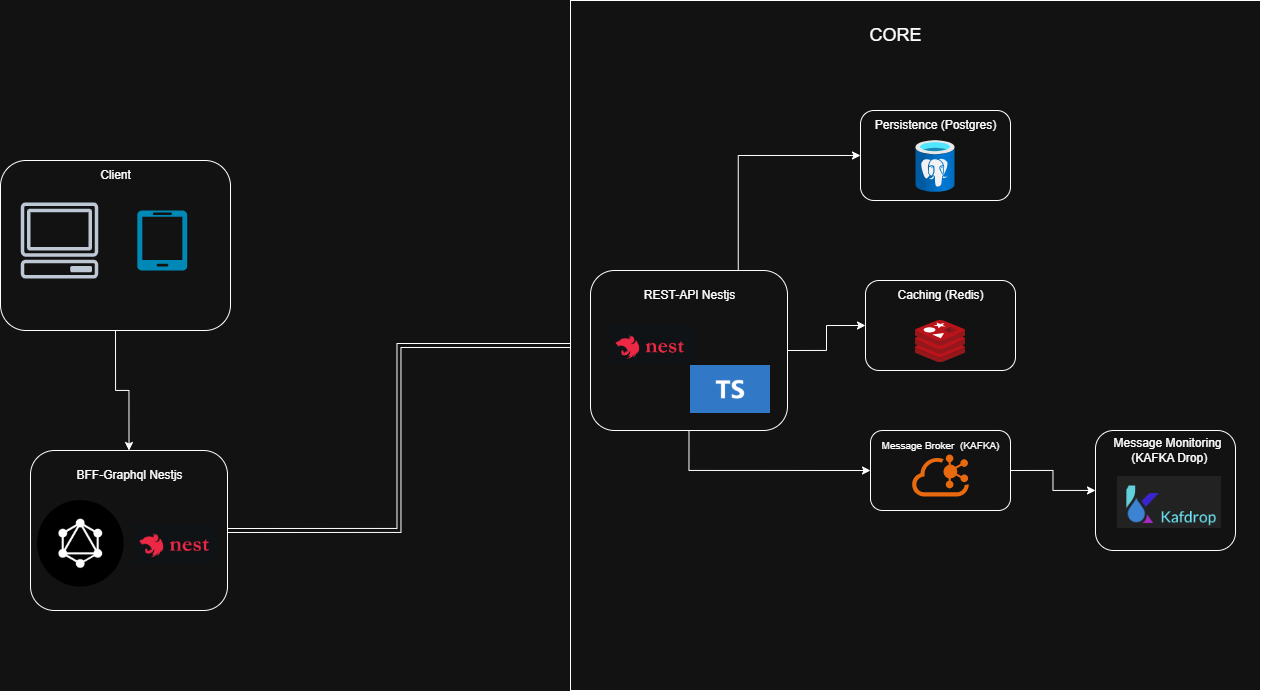 CORE
Persistence (Postgres)
Client
REST-API Nestjs
nest
TS
Caching (Redis)
BFF-Graphql Nestjs
nest
Message Broker (KAFKA)
Message Monitoring
(KAFKA Drop)
Kafdrop